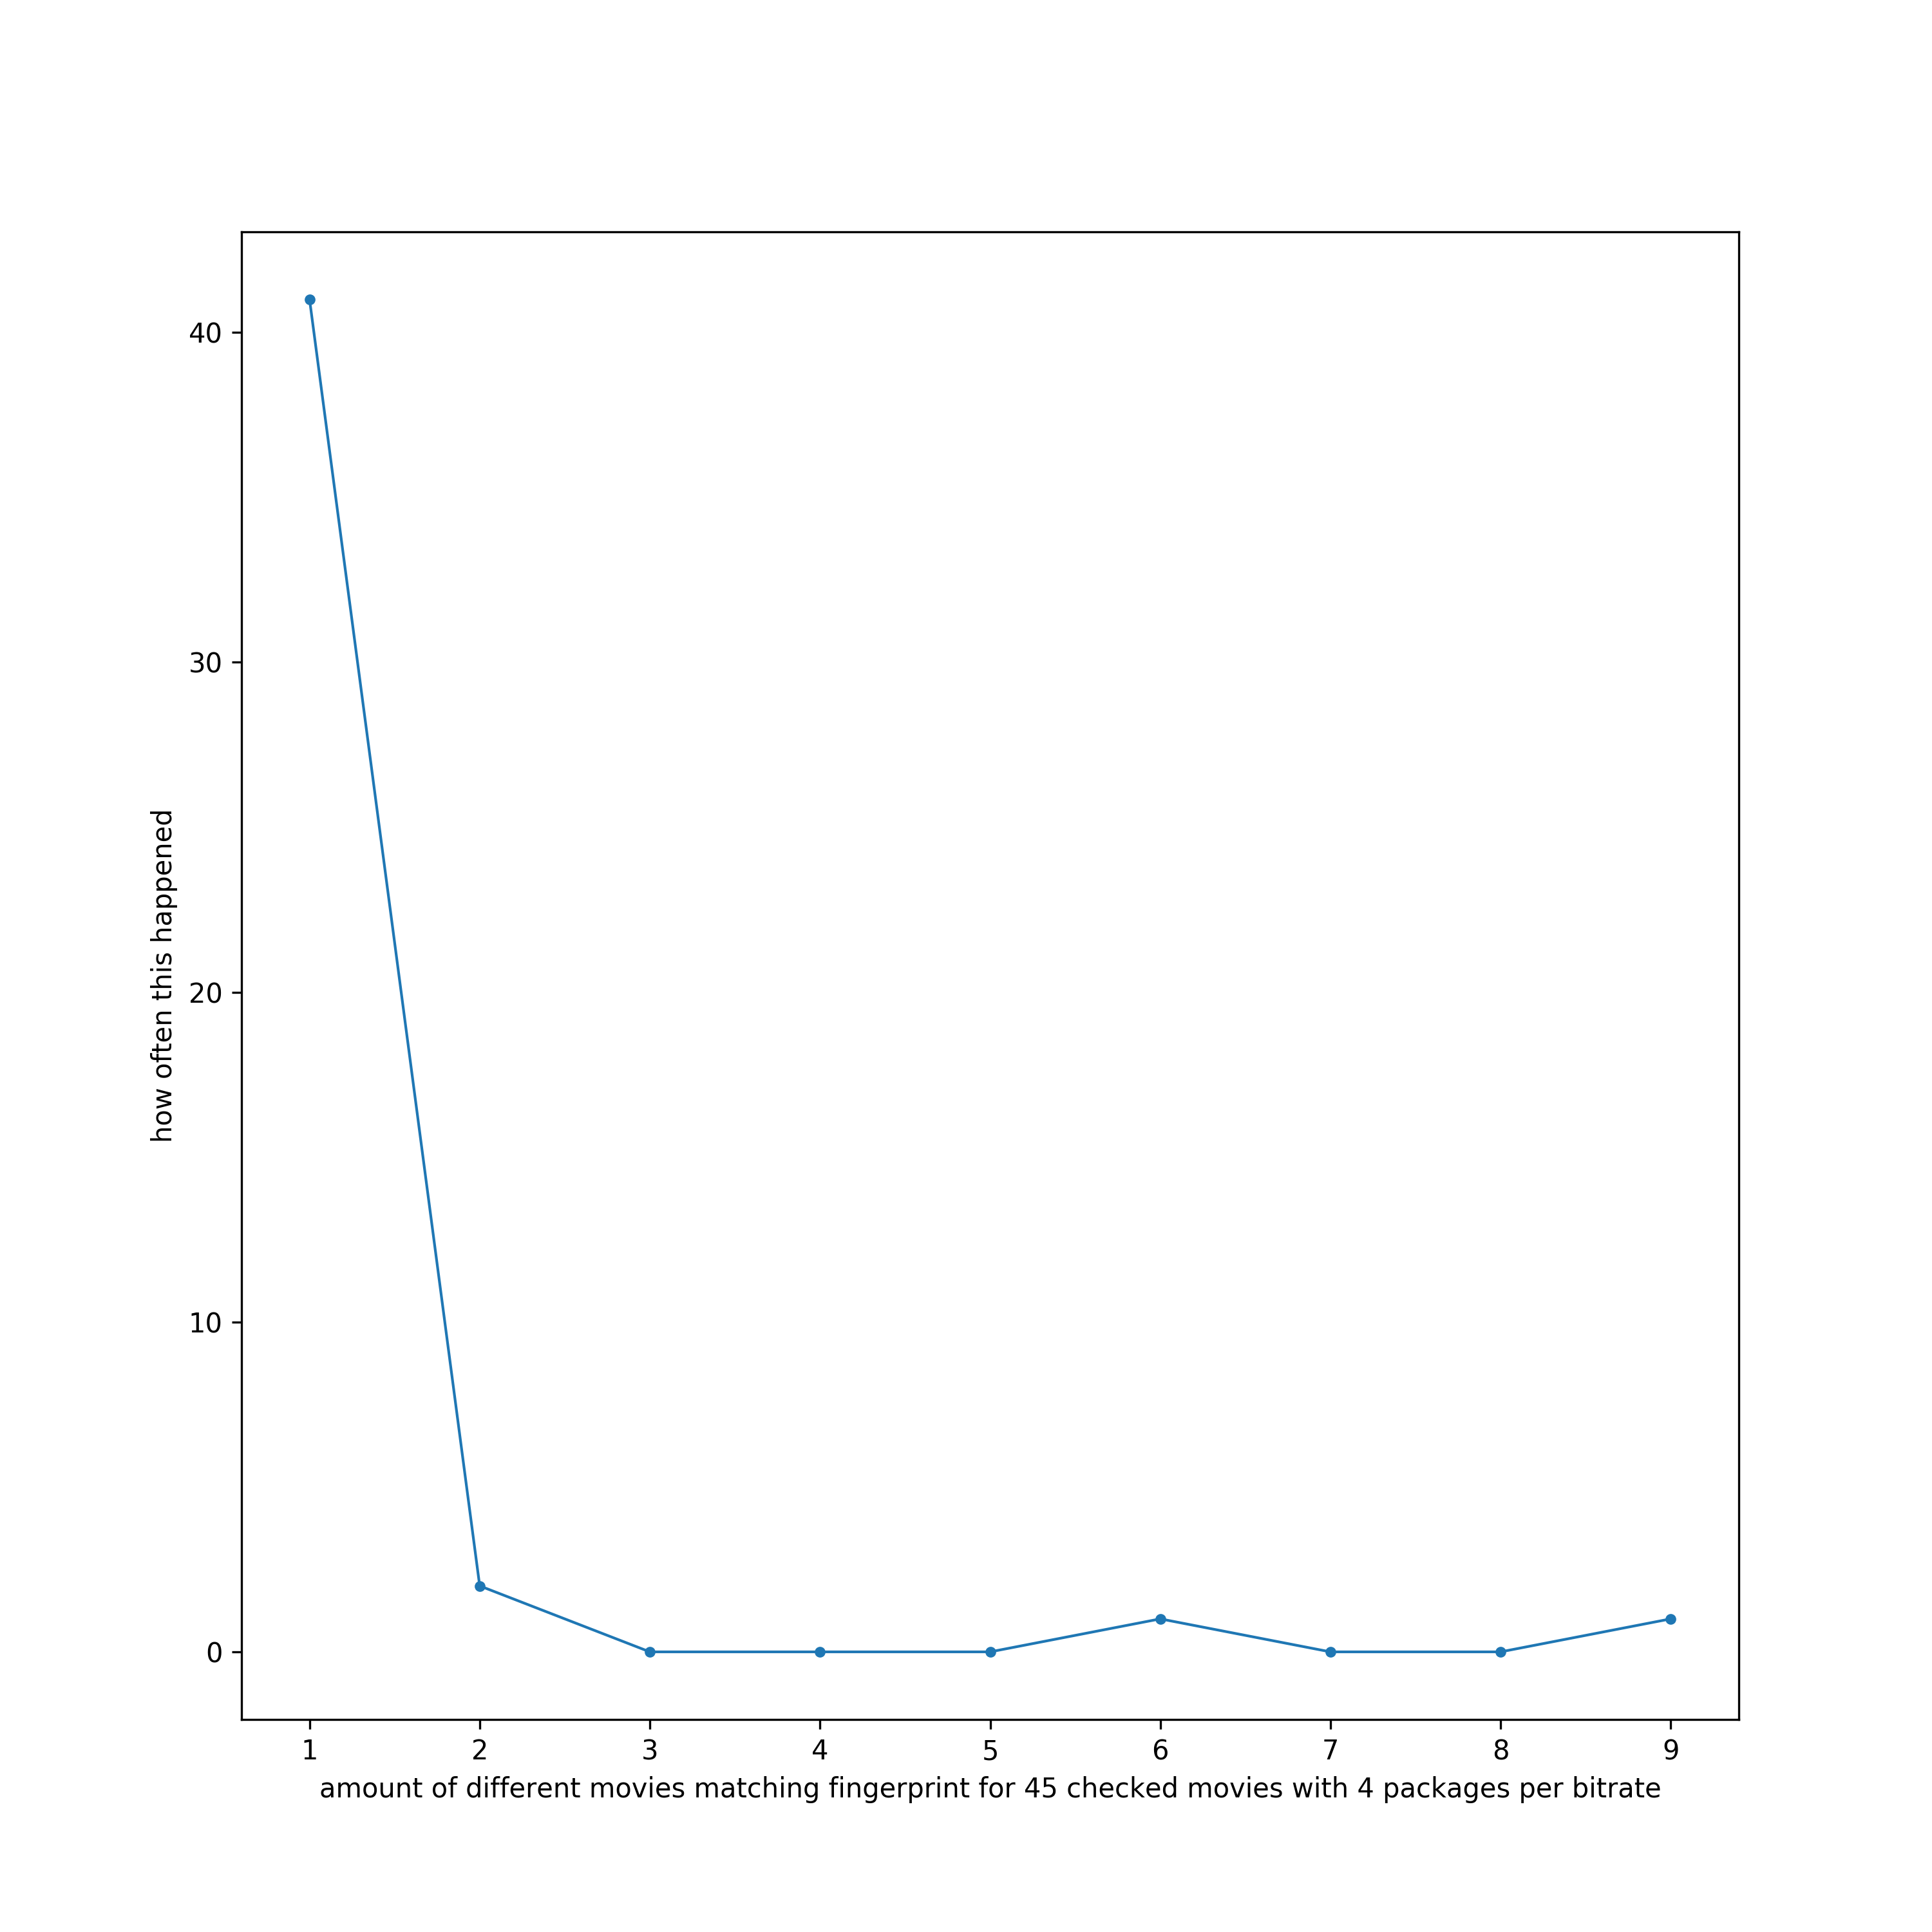 40
30
20
10
0
how often this happened
1 2 3 4 5 6 7 8 9
amount of different movies matching fingerprint for 45 checked movies with 4 packages per bitrate